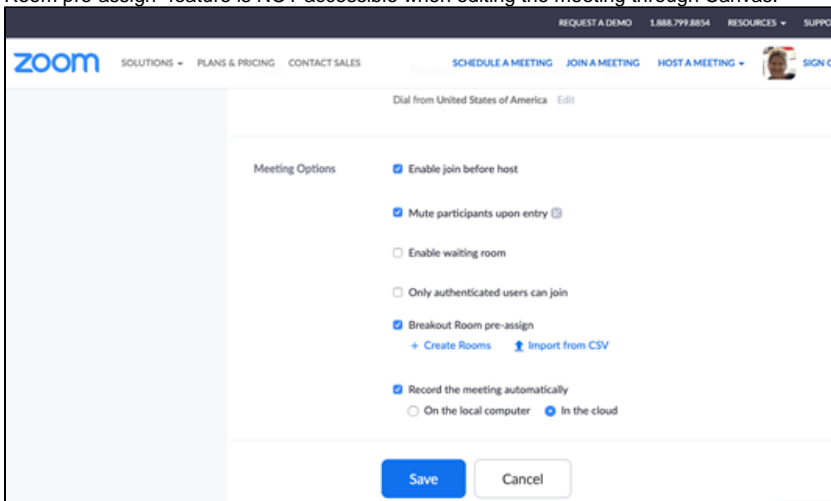 Room pre-assign" feature is NOT accessible when editing the meeting through Canvas.
REQUEST A DEMO 1.888.799.8854 RESOURCES SUPPO
zoom SOLUTIONS PLANS & PRICING CONTACT SALES SCHEDULE A MEETING JOIN A MEETING HOST A MEETING SIGN O
Dial from United States of America Edit
Meeting Options Enable join before host
Mute participants upon entry
Enable waiting room
Only authenticated users can join
Breakout Room pre-assign
+ Create Rooms Import from CSV
Record the meeting automatically
On the local computer In the cloud
Save Cancel